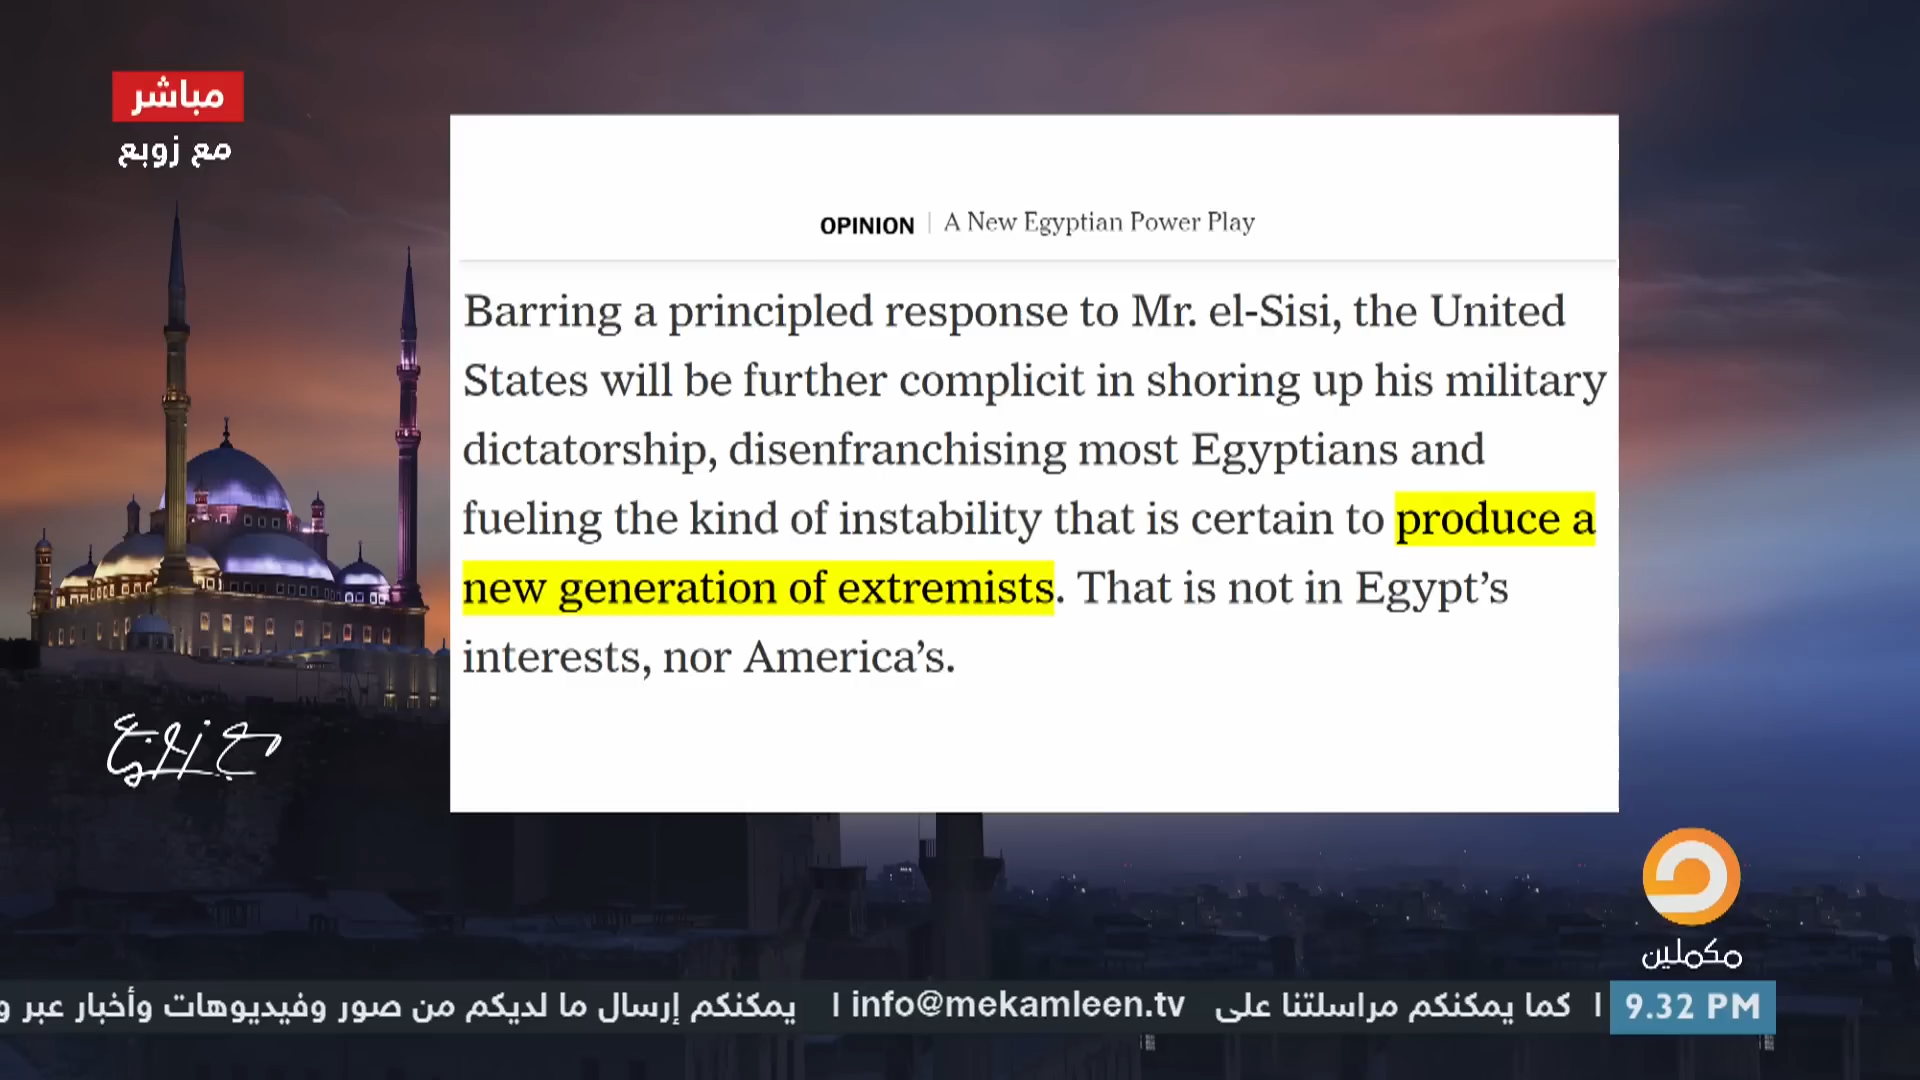 مباشر
مع زوبع
OPINION | A New Egyptian Power Play
Barring a principled response to Mr. el-Sisi, the United
States will be further complicit in shoring up his military
dictatorship, disenfranchising most Egyptians and
fueling the kind of instability that is certain to produce a
new generation of extremists. That is not in Egypt’s
interests, nor America’s.
مع زوبع
مكملين
9.32 PM
| كما يمكنكم مراسلتنا على info@mekamleen.tv | يمكنكم إرسال ما لديكم من صور وفيديوهات وأخبار عبر و